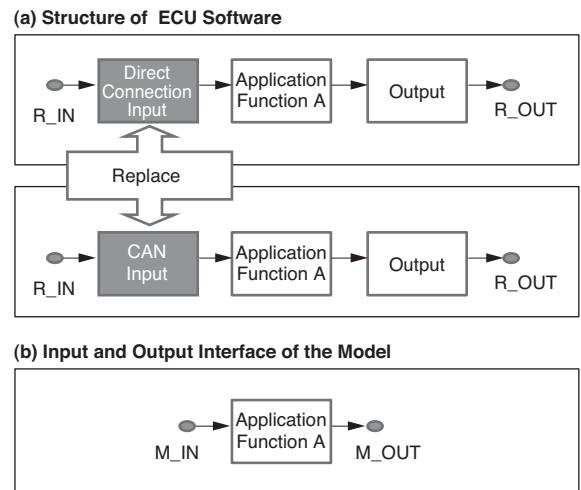 (a) Structure of ECU Software
R_IN
Direct
Connection
Input
Application
Function A
Output
R_OUT
Replace
R_IN
CAN
Input
Application
Function A
Output
R_OUT
(b) Input and Output Interface of the Model
M_IN
Application
Function A
M_OUT